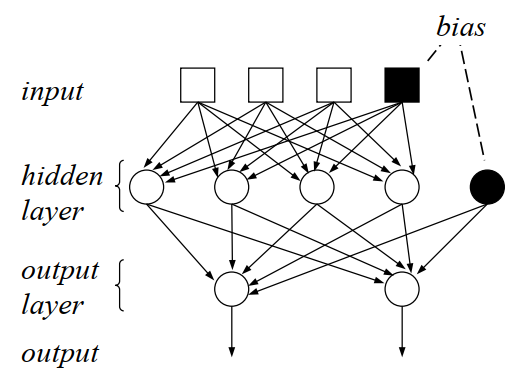 bias
input
hidden
layer
output
layer
output